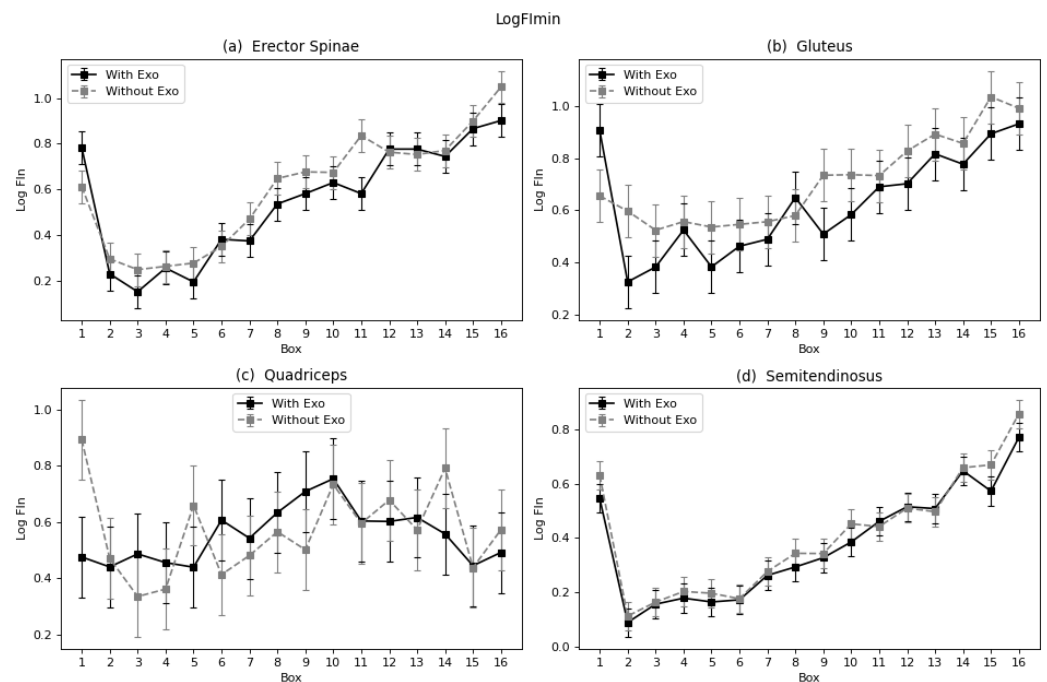 LogFImin
(a)  Erector Spinae
With Exo
Without Exo
Log FIn
1.0
0.8
0.6
0.4
0.2
1 2 3 4 5 6 7 8 9 10 11 12 13 14 15 16
Box
(b)  Gluteus
With Exo
Without Exo
Log FIn
1.0
0.8
0.6
0.4
0.2
1 2 3 4 5 6 7 8 9 10 11 12 13 14 15 16
Box
(c)  Quadriceps
With Exo
Without Exo
Log FIn
1.0
0.8
0.6
0.4
0.2
1 2 3 4 5 6 7 8 9 10 11 12 13 14 15 16
Box
(d)  Semitendinosus
With Exo
Without Exo
Log FIn
0.8
0.6
0.4
0.2
0.0
1 2 3 4 5 6 7 8 9 10 11 12 13 14 15 16
Box